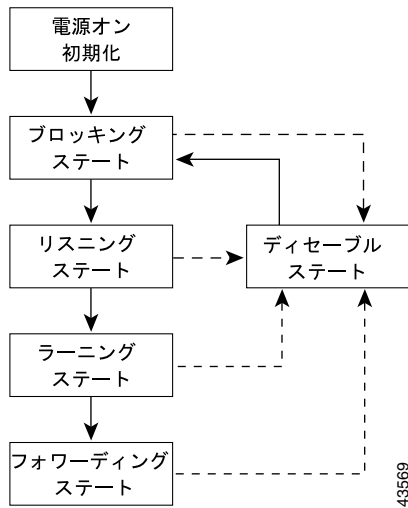 電源オン
初期化
ブロッキング
ステート
リスニング
ステート
ディセーブル
ステート
ラーニング
ステート
フォワーディング
ステート
43569